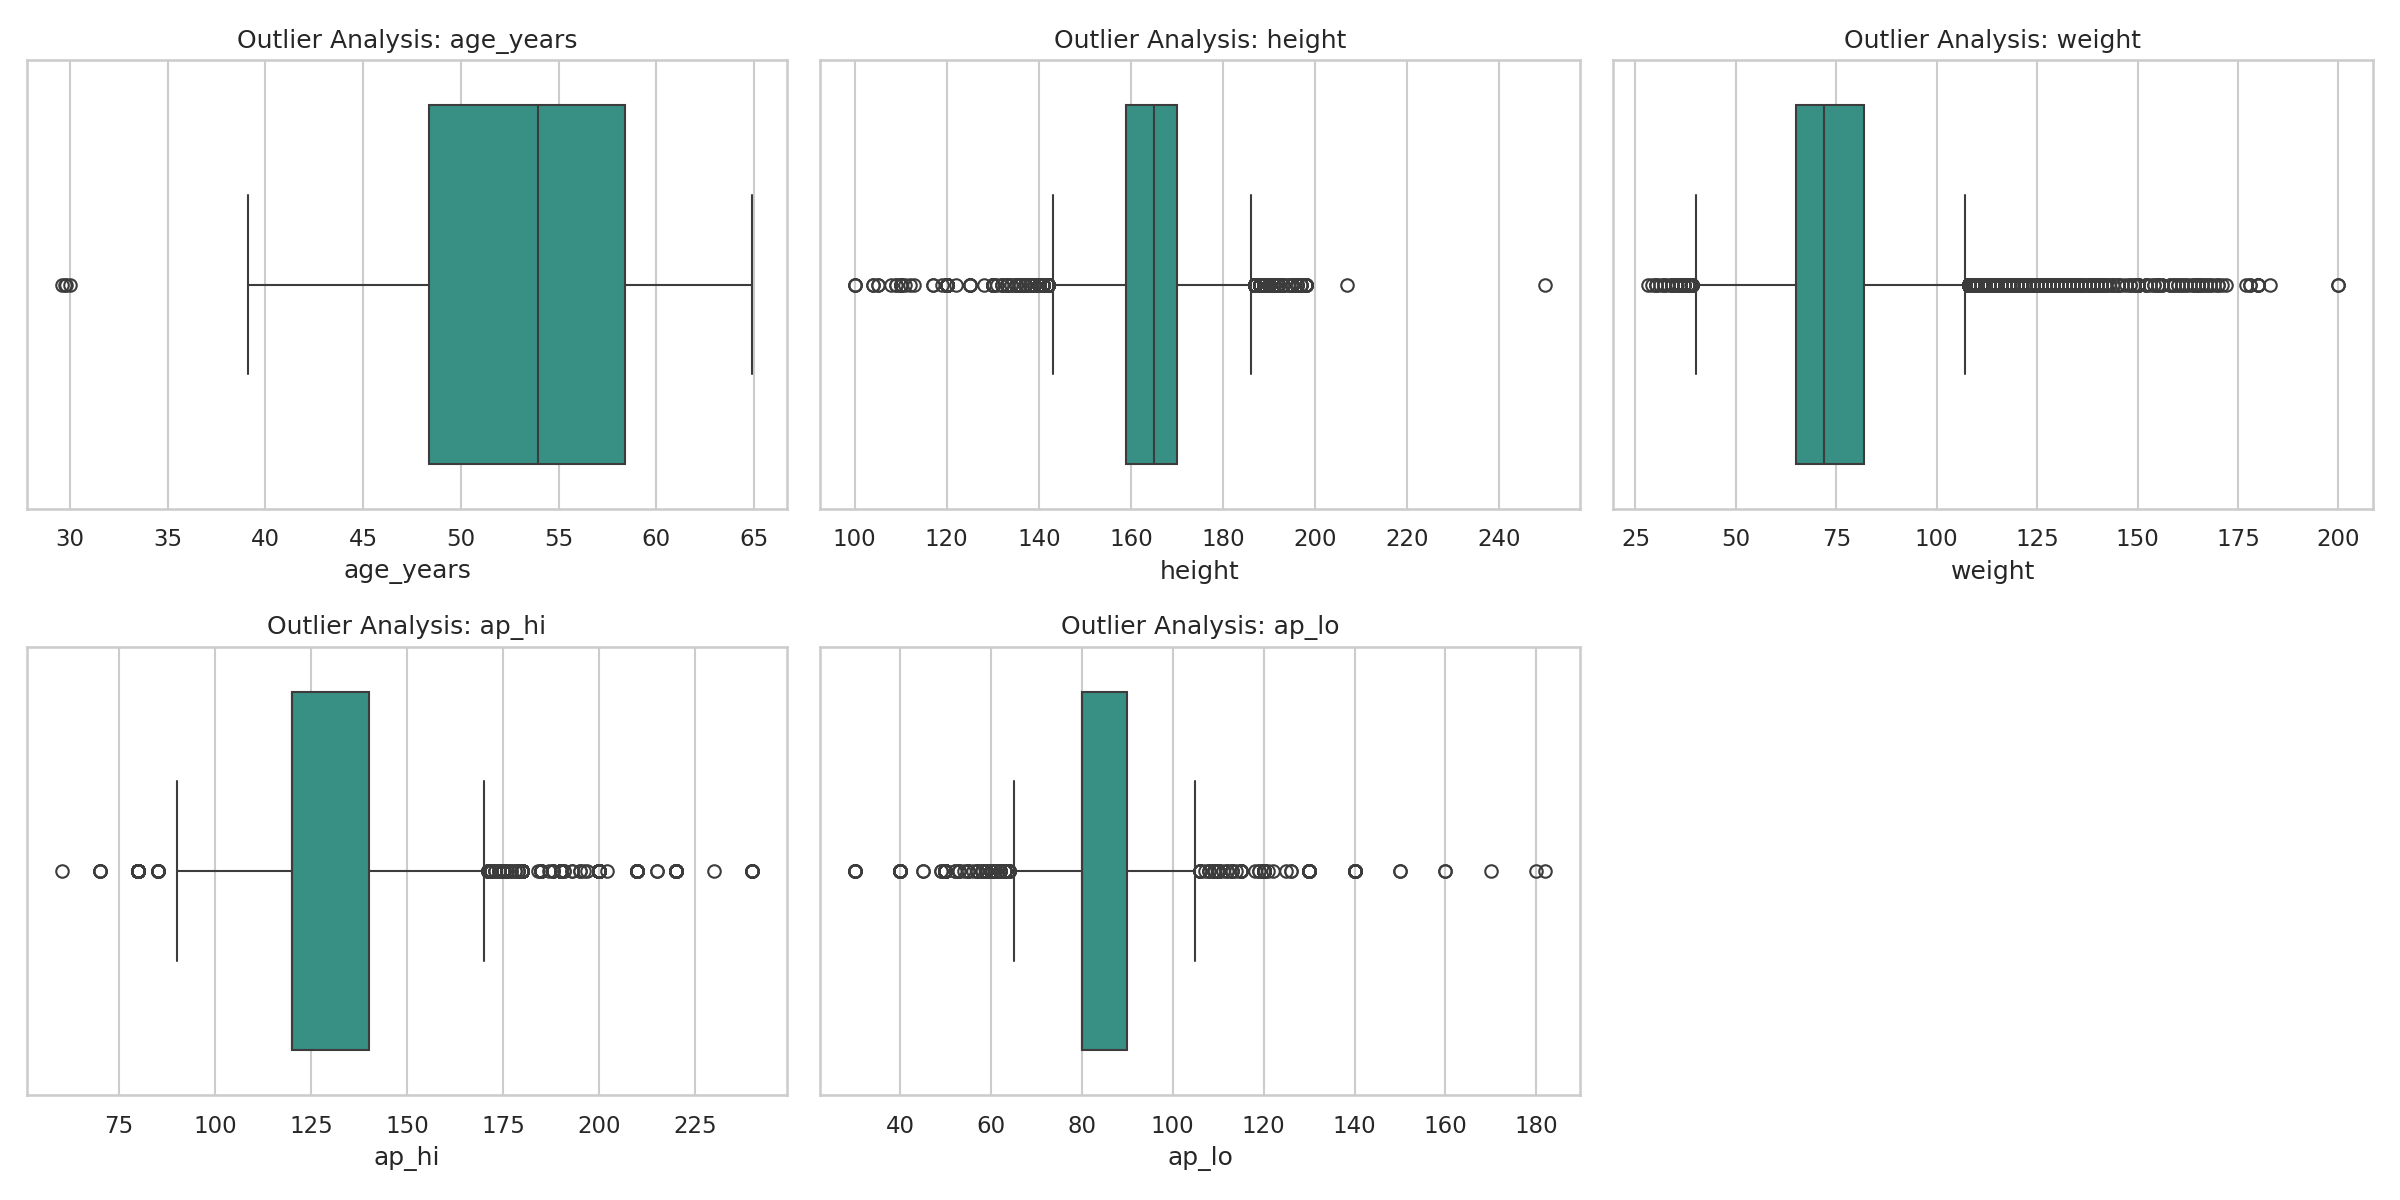 Outlier Analysis: age_years
30 35 40 45 50 55 60 65
age_years
Outlier Analysis: height
100 120 140 160 180 200 220 240
height
Outlier Analysis: weight
25 50 75 100 125 150 175 200
weight
Outlier Analysis: ap_hi
75 100 125 150 175 200 225
ap_hi
Outlier Analysis: ap_lo
40 60 80 100 120 140 160 180
ap_lo